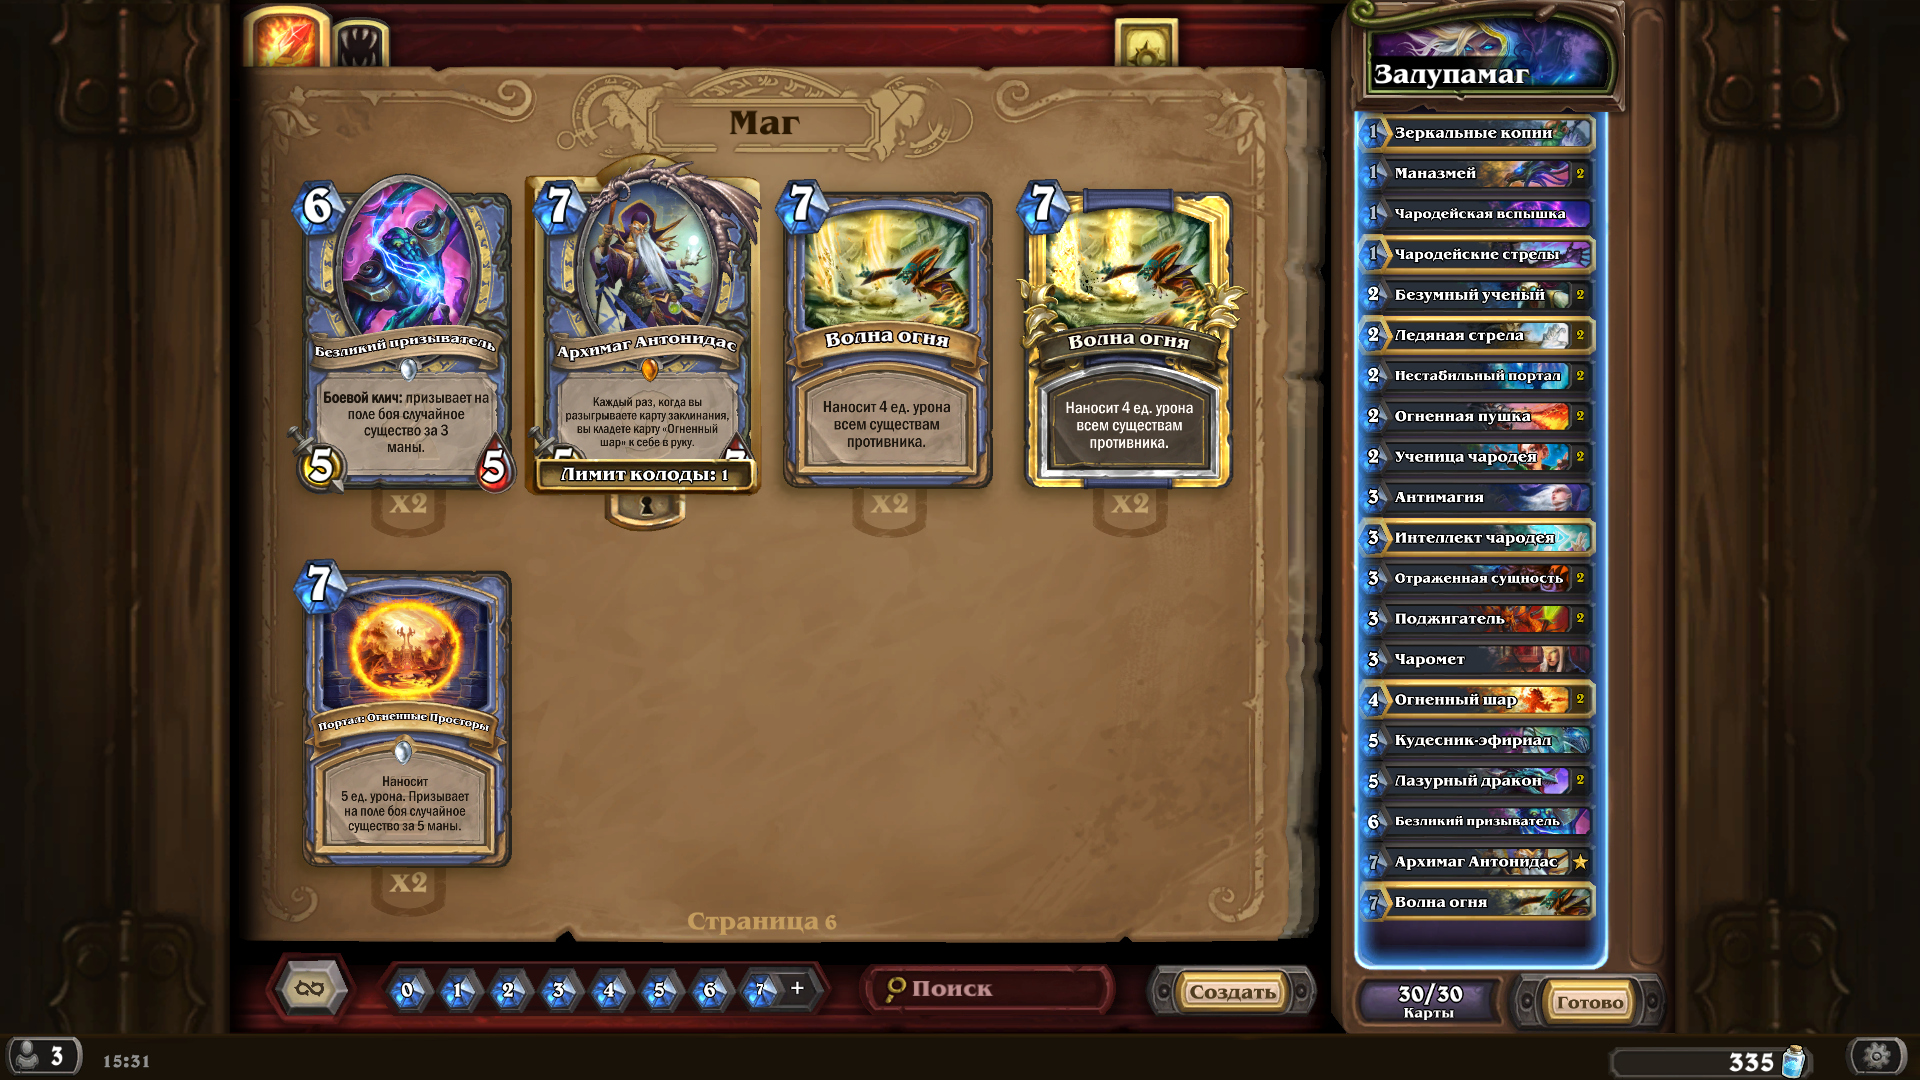 Маг
6
Безликий призыватель
Боевой клич: призывает на
поле боя случайное
существо за 3
маны.
5
5
X2
7
Архимаг Антонидас
Каждый раз, когда вы
разыгрываете карту заклинания,
вы кладете карту «Огненный
шар» к себе в руку.
Лимит колоды: 1
7
Волна огня
Наносит 4 ед. урона
всем существам
противника.
X2
7
Волна огня
Наносит 4 ед. урона
всем существам
противника.
X2
7
Портал: Огненные Просторы
Наносит
5 ед. урона. Призывает
на поле боя случайное
существо за 5 маны.
X2
Страница 6
0 1 2 3 4 5 6 7 +
Поиск
Создать
Залупамаг
1 Зеркальные копии
1 Маназмей 2
1 Чародейская вспышка
1 Чародейские стрелы
2 Безумный ученый 2
2 Ледяная стрела 2
2 Нестабильный портал 2
2 Огненная пушка 2
2 Ученица чародея 2
3 Антимагия
3 Интеллект чародея
3 Отраженная сущность 2
3 Поджигатель 2
3 Чаромет
4 Огненный шар 2
5 Кудесник-эфириал
5 Лазурный дракон 2
6 Безликий призыватель
7 Архимаг Антонидас
7 Волна огня
30/30
Карты
Готово
3
15:31
335